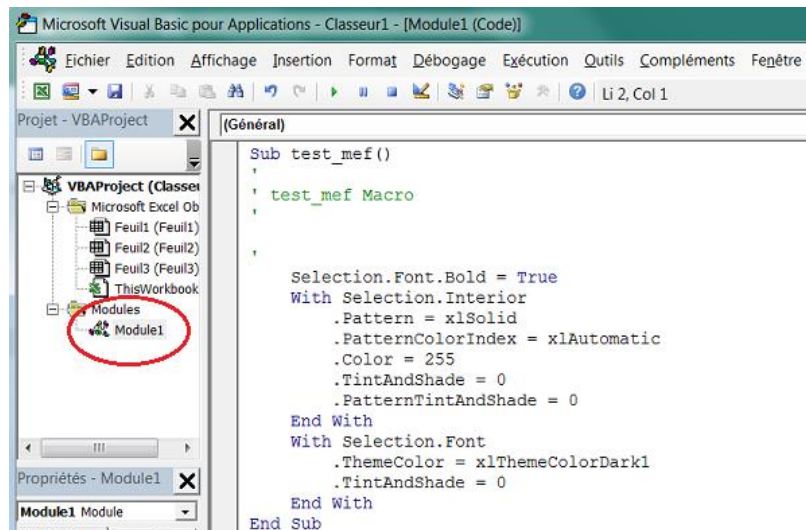 Microsoft Visual Basic pour Applications - Classeur1 - [Module1 (Code)]
Fichier Edition Affichage Insertion Format Débogage Exécution Outils Compléments Fenêtre
Li 2, Col 1
Projet - VBAProject
VBAProject (Classeu
Microsoft Excel Ob
Feuil1 (Feuil1)
Feuil2 (Feuil2)
Feuil3 (Feuil3)
ThisWorkbook
Modules
Module1
Propriétés - Module1
Module1 Module
(Général)
Sub test_mef()
'
' test_mef Macro
'
'
Selection.Font.Bold = True
With Selection.Interior
.Pattern = xlSolid
.PatternColorIndex = xlAutomatic
.Color = 255
.TintAndShade = 0
.PatternTintAndShade = 0
End With
With Selection.Font
.ThemeColor = xlThemeColorDark1
.TintAndShade = 0
End With
End Sub